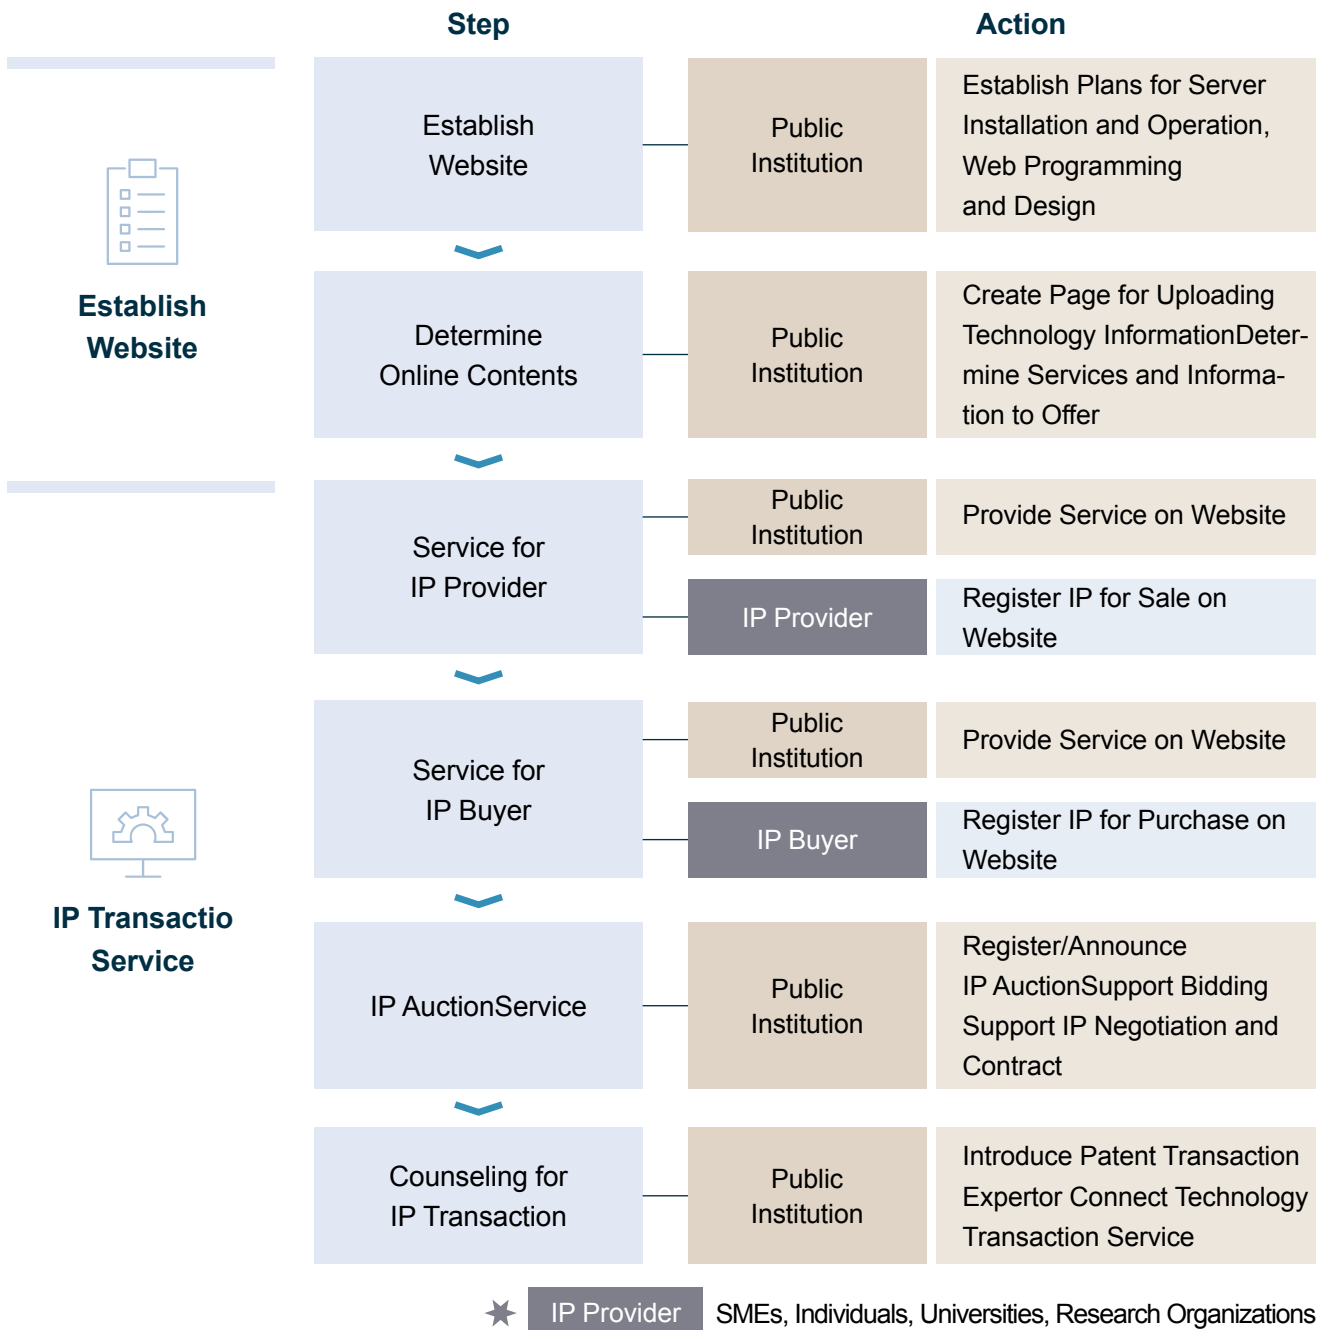 Step
Action
Establish
Website
Establish
Website
Public
Institution
Establish Plans for Server
Installation and Operation,
Web Programming
and Design
Determine
Online Contents
Public
Institution
Create Page for Uploading
Technology InformationDeter-
mine Services and Informa-
tion to Offer
IP Transactio
Service
Service for
IP Provider
Public
Institution
Provide Service on Website
IP Provider
Register IP for Sale on
Website
Service for
IP Buyer
Public
Institution
Provide Service on Website
IP Buyer
Register IP for Purchase on
Website
IP AuctionService
Public
Institution
Register/Announce
IP AuctionSupport Bidding
Support IP Negotiation and
Contract
Counseling for
IP Transaction
Public
Institution
Introduce Patent Transaction
Expertor Connect Technology
Transaction Service
IP Provider SMEs, Individuals, Universities, Research Organizations